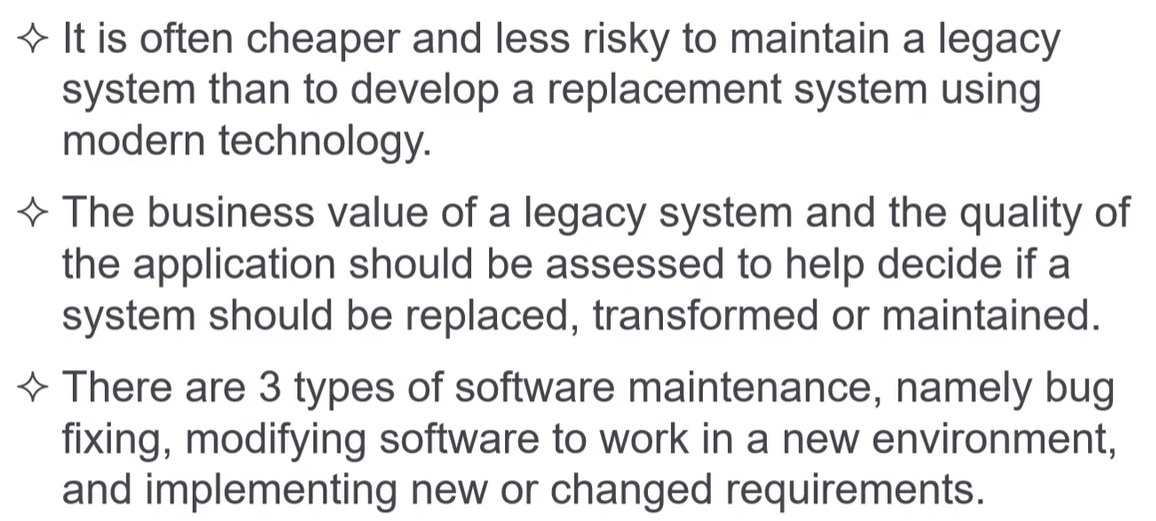 ✧ It is often cheaper and less risky to maintain a legacy
system than to develop a replacement system using
modern technology.
✧ The business value of a legacy system and the quality of
the application should be assessed to help decide if a
system should be replaced, transformed or maintained.
✧ There are 3 types of software maintenance, namely bug
fixing, modifying software to work in a new environment,
and implementing new or changed requirements.